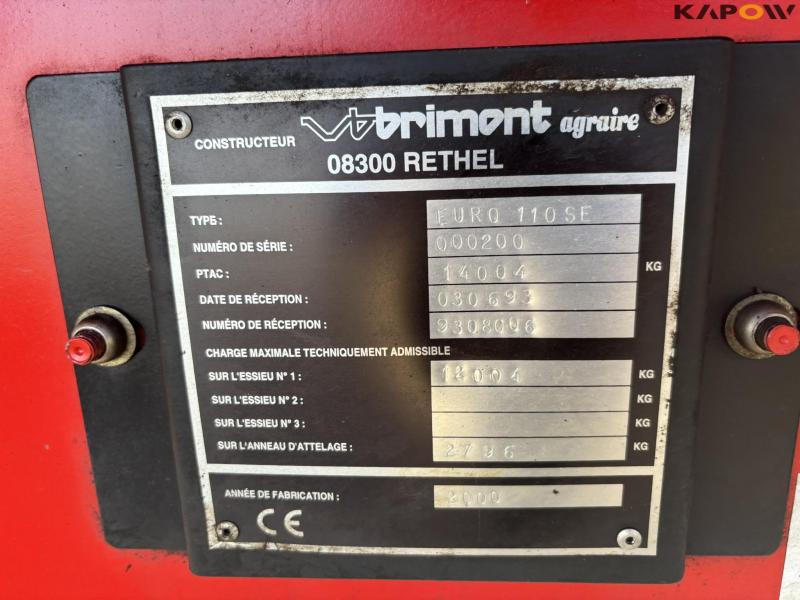 KAPOW
CONSTRUCTEUR brimont agraire
08300 RETHEL
TYPE : EURO 110SE
NUMÉRO DE SÉRIE : 000200
PTAC : 14004 KG
DATE DE RÉCEPTION : 030693
NUMÉRO DE RÉCEPTION : 9308006
CHARGE MAXIMALE TECHNIQUEMENT ADMISSIBLE
SUR L'ESSIEU N° 1 : 14004 KG
SUR L'ESSIEU N° 2 : KG
SUR L'ESSIEU N° 3 : KG
SUR L'ANNEAU D'ATTELAGE : 2796 KG
ANNÉE DE FABRICATION : 2000
CE